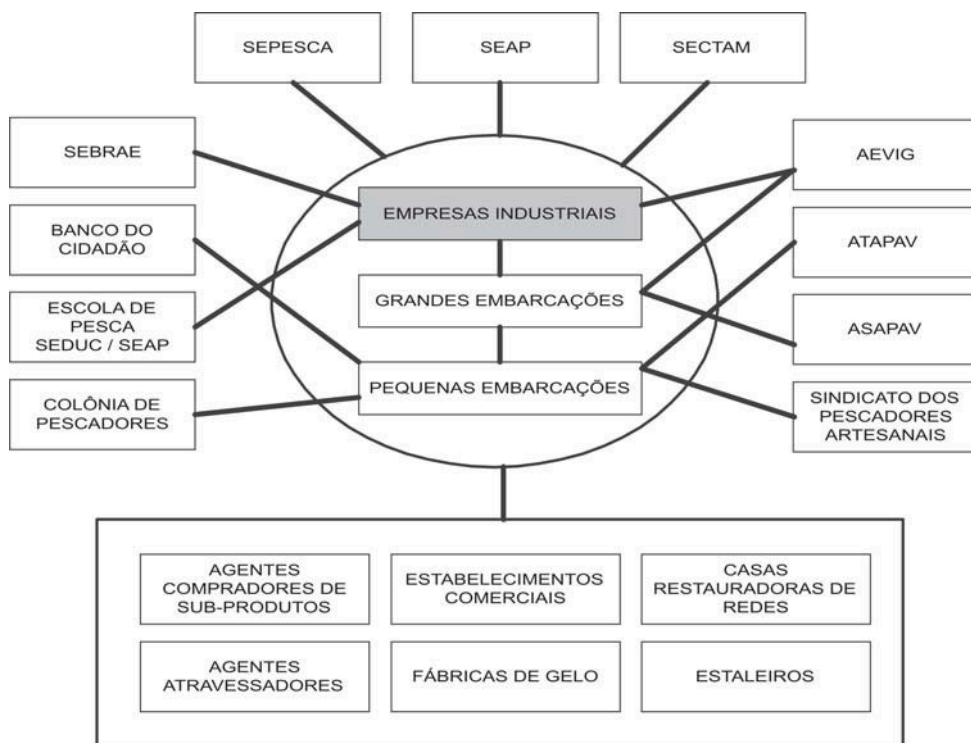 SEPESCA
SEAP
SECTAM
SEBRAE
AEVIG
EMPRESAS INDUSTRIAIS
BANCO DO
CIDADÃO
ATAPAV
GRANDES EMBARCAÇÕES
ESCOLA DE
PESCA
SEDUC / SEAP
ASAPAV
PEQUENAS EMBARCAÇÕES
COLÔNIA DE
PESCADORES
SINDICATO DOS
PESCADORES
ARTESANAIS
AGENTES
COMPRADORES DE
SUB-PRODUTOS
ESTABELECIMENTOS
COMERCIAIS
CASAS
RESTAURADORAS DE
REDES
AGENTES
ATRAVESSADORES
FÁBRICAS DE GELO
ESTALEIROS